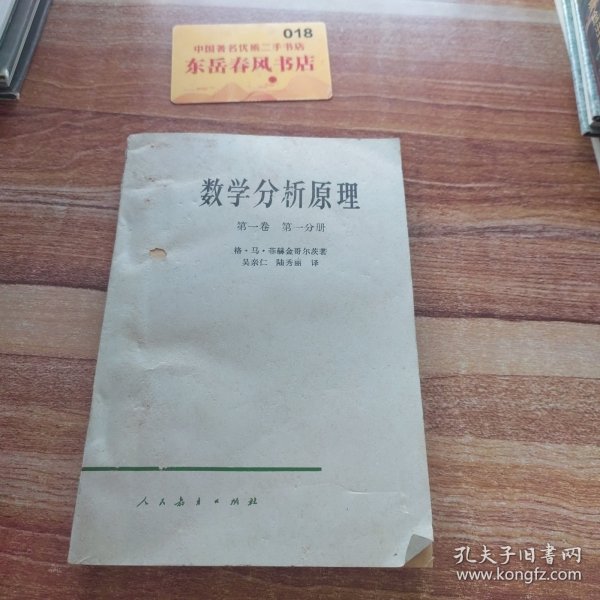 018
中国著名优质二手书店
东岳春风书店
数学分析原理
第一卷 第一分册
格·马·菲赫金哥尔茨著
吴亲仁 陆秀丽 译
人民教育出版社
孔夫子旧书网
www.kongfz.com